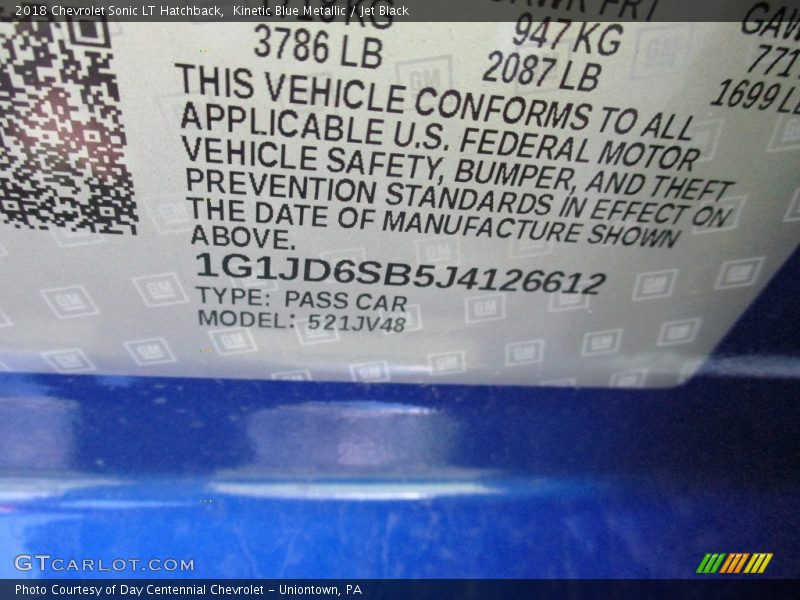 2018 Chevrolet Sonic LT Hatchback, Kinetic Blue Metallic / Jet Black
KG
3786 LB
947 KG
2087 LB
GAW
771
1699 LB
THIS VEHICLE CONFORMS TO ALL
APPLICABLE U.S. FEDERAL MOTOR
VEHICLE SAFETY, BUMPER, AND THEFT
PREVENTION STANDARDS IN EFFECT ON
THE DATE OF MANUFACTURE SHOWN
ABOVE.
1G1JD6SB5J4126612
TYPE: PASS CAR
MODEL: 521JV48
GTCARLOT.COM
Photo Courtesy of Day Centennial Chevrolet – Uniontown, PA